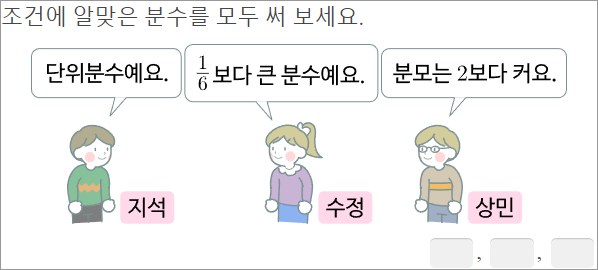 조건에 알맞은 분수를 모두 써 보세요.
단위분수예요.
1/6보다 큰 분수예요.
분모는 2보다 커요.
지석
수정
상민
, ,